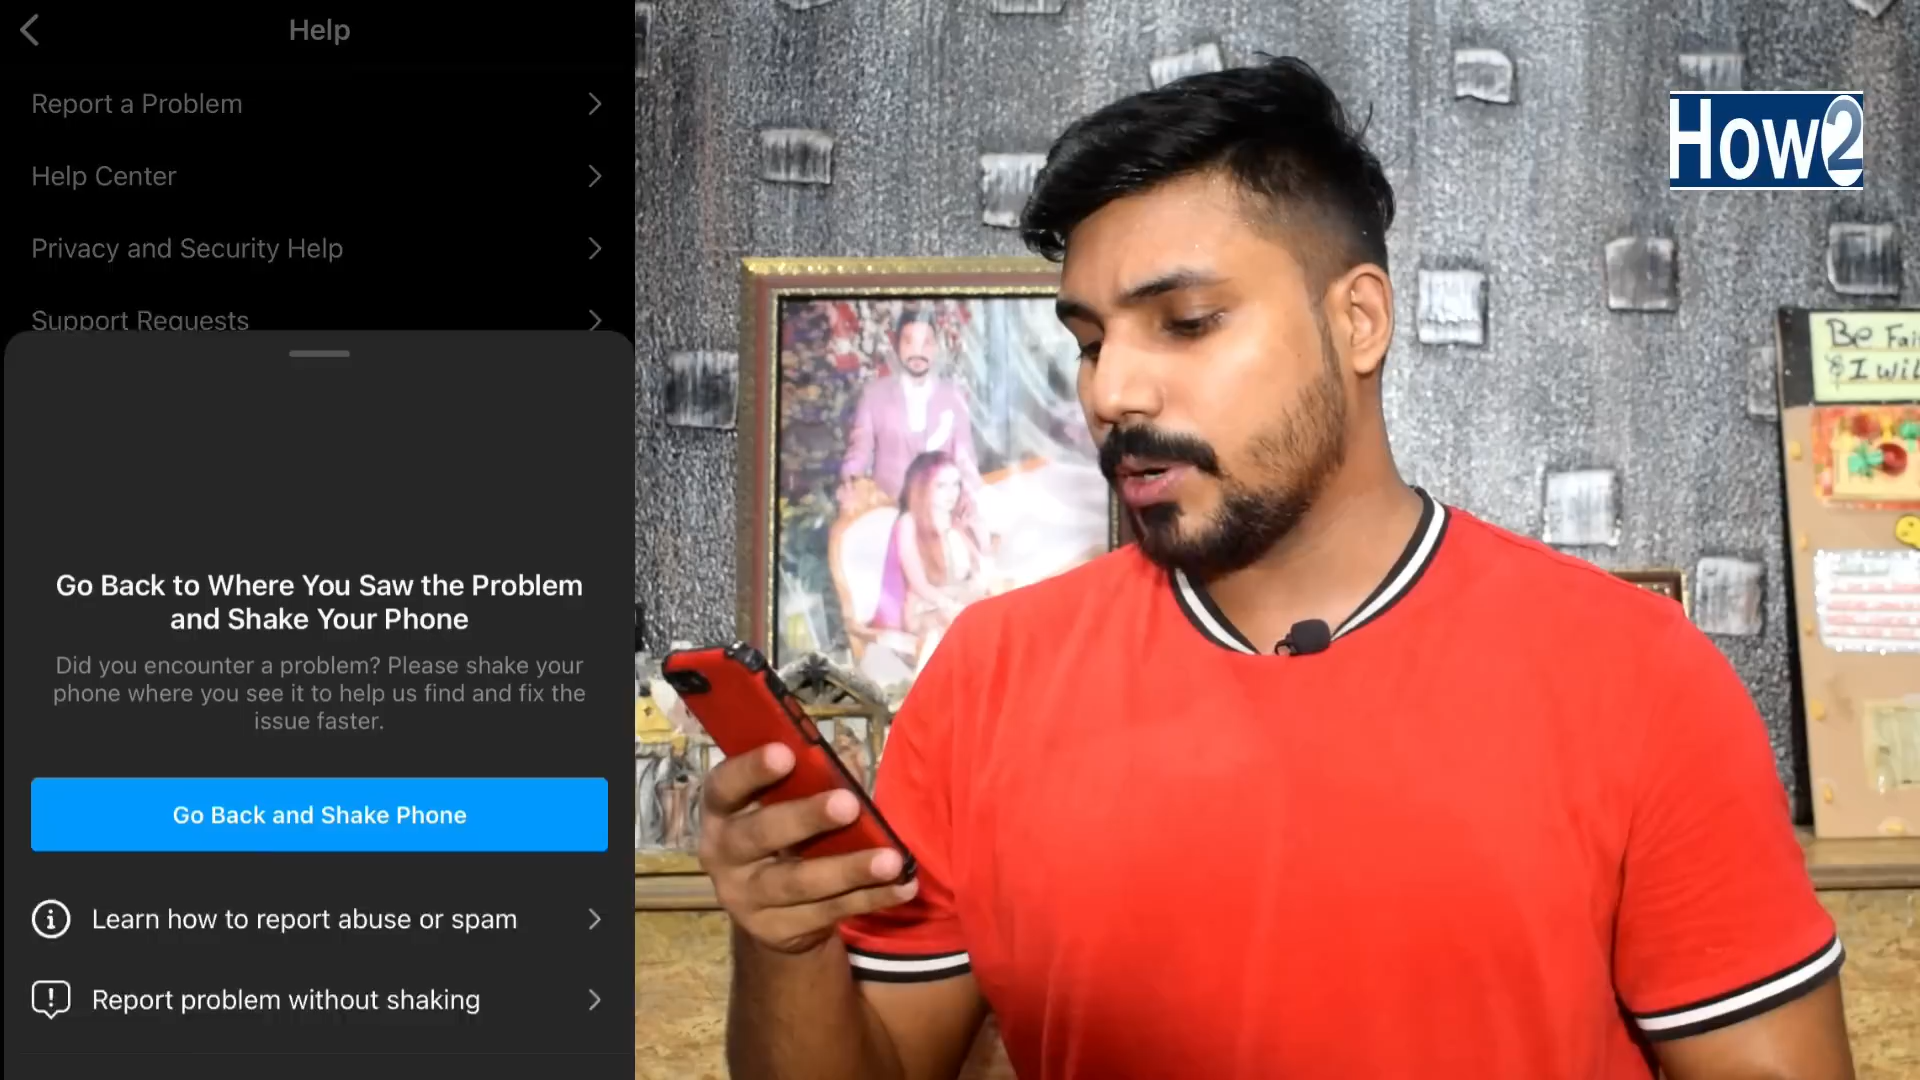 Help
Report a Problem
Help Center
Privacy and Security Help
Support Requests
Go Back to Where You Saw the Problem
and Shake Your Phone
Did you encounter a problem? Please shake your
phone where you see it to help us find and fix the
issue faster.
Go Back and Shake Phone
Learn how to report abuse or spam
Report problem without shaking
How2
Be Fai
& I wil